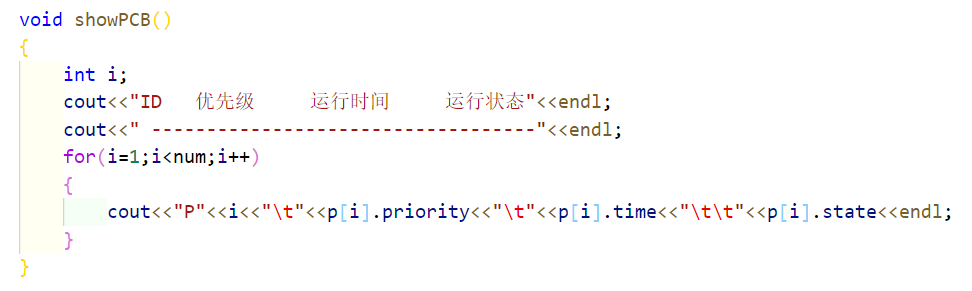 void showPCB()
{
    int i;
    cout<<"ID   优先级     运行时间     运行状态"<<endl;
    cout<<" -----------------------------------"<<endl;
    for(i=1;i<num;i++)
    {
        cout<<"P"<<i<<"\t"<<p[i].priority<<"\t"<<p[i].time<<"\t\t"<<p[i].state<<endl;
    }
}